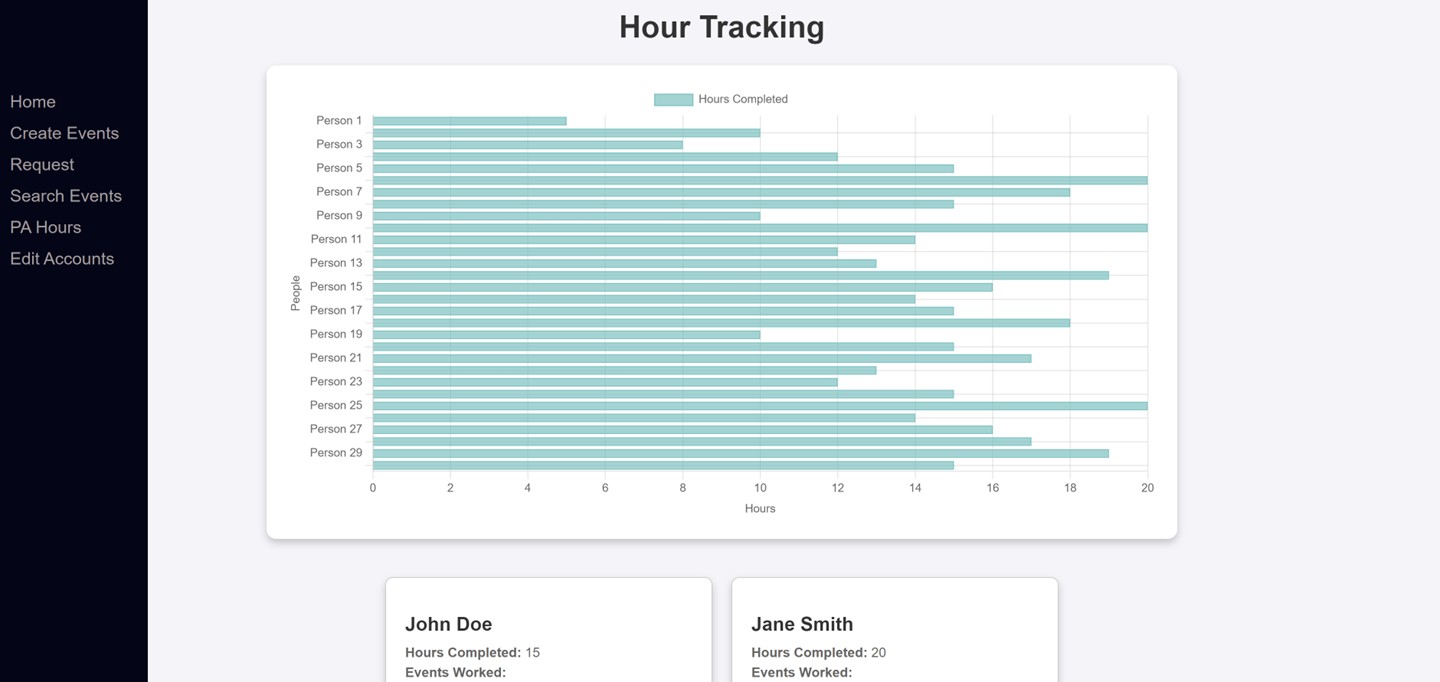 Hour Tracking
Home
Create Events
Request
Search Events
PA Hours
Edit Accounts
Hours Completed
People
Person 1
Person 3
Person 5
Person 7
Person 9
Person 11
Person 13
Person 15
Person 17
Person 19
Person 21
Person 23
Person 25
Person 27
Person 29
0 2 4 6 8 10 12 14 16 18 20
Hours
John Doe
Hours Completed: 15
Events Worked:
Jane Smith
Hours Completed: 20
Events Worked: